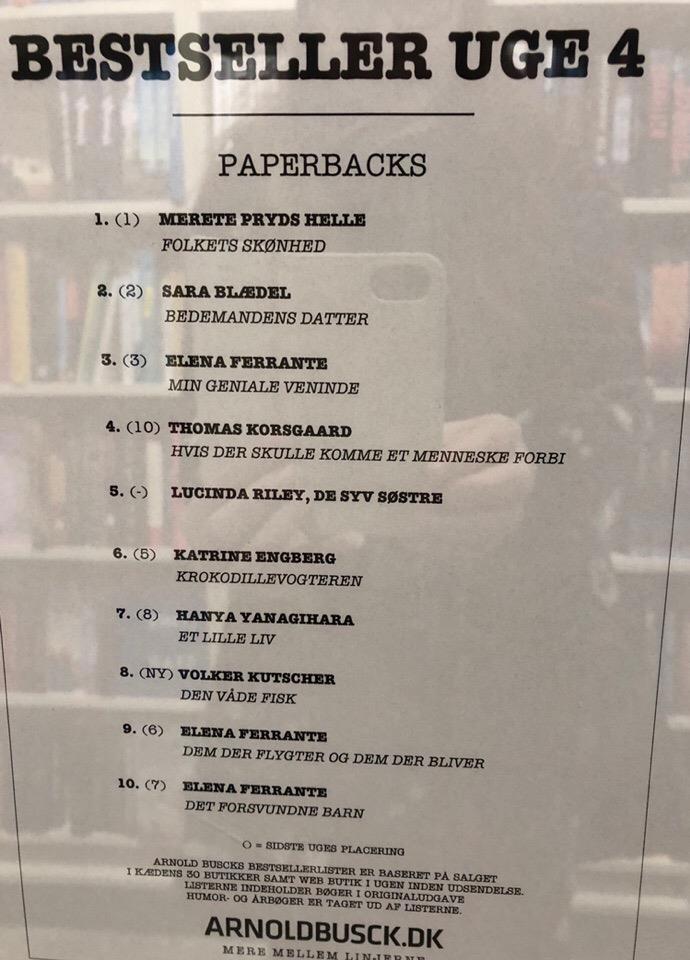 BESTSELLER UGE 4
PAPERBACKS
1. (1) MERETE PRYDS HELLE
FOLKETS SKØNHED
2. (2) SARA BLÆDEL
BEDEMANDENS DATTER
3. (3) ELENA FERRANTE
MIN GENIALE VENINDE
4. (10) THOMAS KORSGAARD
HVIS DER SKULLE KOMME ET MENNESKE FORBI
5. (-) LUCINDA RILEY, DE SYV SØSTRE
6. (5) KATRINE ENGBERG
KROKODILLEVOGTEREN
7. (8) HANYA YANAGIHARA
ET LILLE LIV
8. (NY) VOLKER KUTSCHER
DEN VÅDE FISK
9. (6) ELENA FERRANTE
DEM DER FLYGTER OG DEM DER BLIVER
10. (7) ELENA FERRANTE
DET FORSVUNDNE BARN
() = SIDSTE UGES PLACERING
ARNOLD BUSCKS BESTSELLERLISTER ER BASERET PÅ SALGET
I KÆDENS 30 BUTIKKER SAMT WEB BUTIK I UGEN INDEN UDSENDELSE.
LISTERNE INDEHOLDER BØGER I ORIGINALUDGAVE
HUMOR- OG ÅRBØGER ER TAGET UD AF LISTERNE.
ARNOLDBUSCK.DK
MERE MELLEM LINJERNE